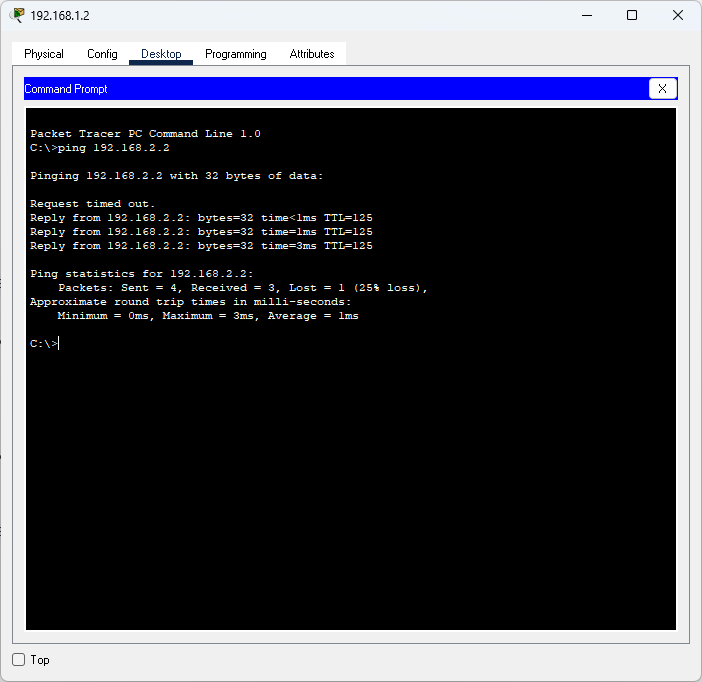 192.168.1.2
Physical Config Desktop Programming Attributes
Command Prompt X
Packet Tracer PC Command Line 1.0
C:\>ping 192.168.2.2
Pinging 192.168.2.2 with 32 bytes of data:
Request timed out.
Reply from 192.168.2.2: bytes=32 time<1ms TTL=125
Reply from 192.168.2.2: bytes=32 time=1ms TTL=125
Reply from 192.168.2.2: bytes=32 time=3ms TTL=125
Ping statistics for 192.168.2.2:
Packets: Sent = 4, Received = 3, Lost = 1 (25% loss),
Approximate round trip times in milli-seconds:
Minimum = 0ms, Maximum = 3ms, Average = 1ms
C:\>
Top